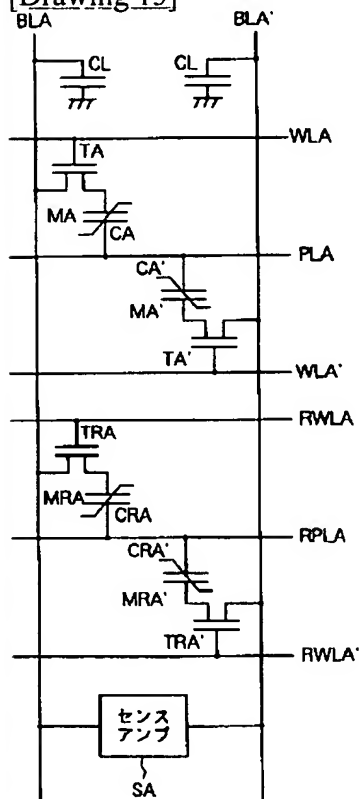 [Drawing 15]
BLA BLA'
CL CL
WLA
TA
MA
CA
PLA
CA'
MA'
TA'
WLA'
RWLA
TRA
MRA
CRA
RPLA
CRA'
MRA'
TRA'
RWLA'
センス
アンプ
SA